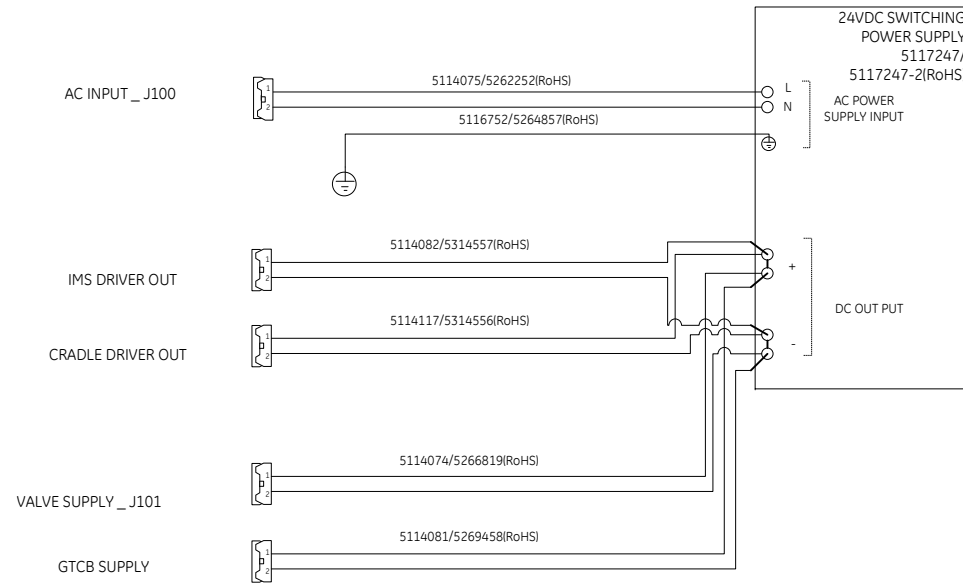 24VDC SWITCHING
POWER SUPPLY
5117247/
5117247-2(RoHS)
AC INPUT _ J100
1
2
5114075/5262252(RoHS)
L
N
AC POWER
SUPPLY INPUT
5116752/5264857(RoHS)
IMS DRIVER OUT
1
2
5114082/5314557(RoHS)
+
-
DC OUT PUT
CRADLE DRIVER OUT
1
2
5114117/5314556(RoHS)
VALVE SUPPLY _ J101
1
2
5114074/5266819(RoHS)
GTCB SUPPLY
1
2
5114081/5269458(RoHS)